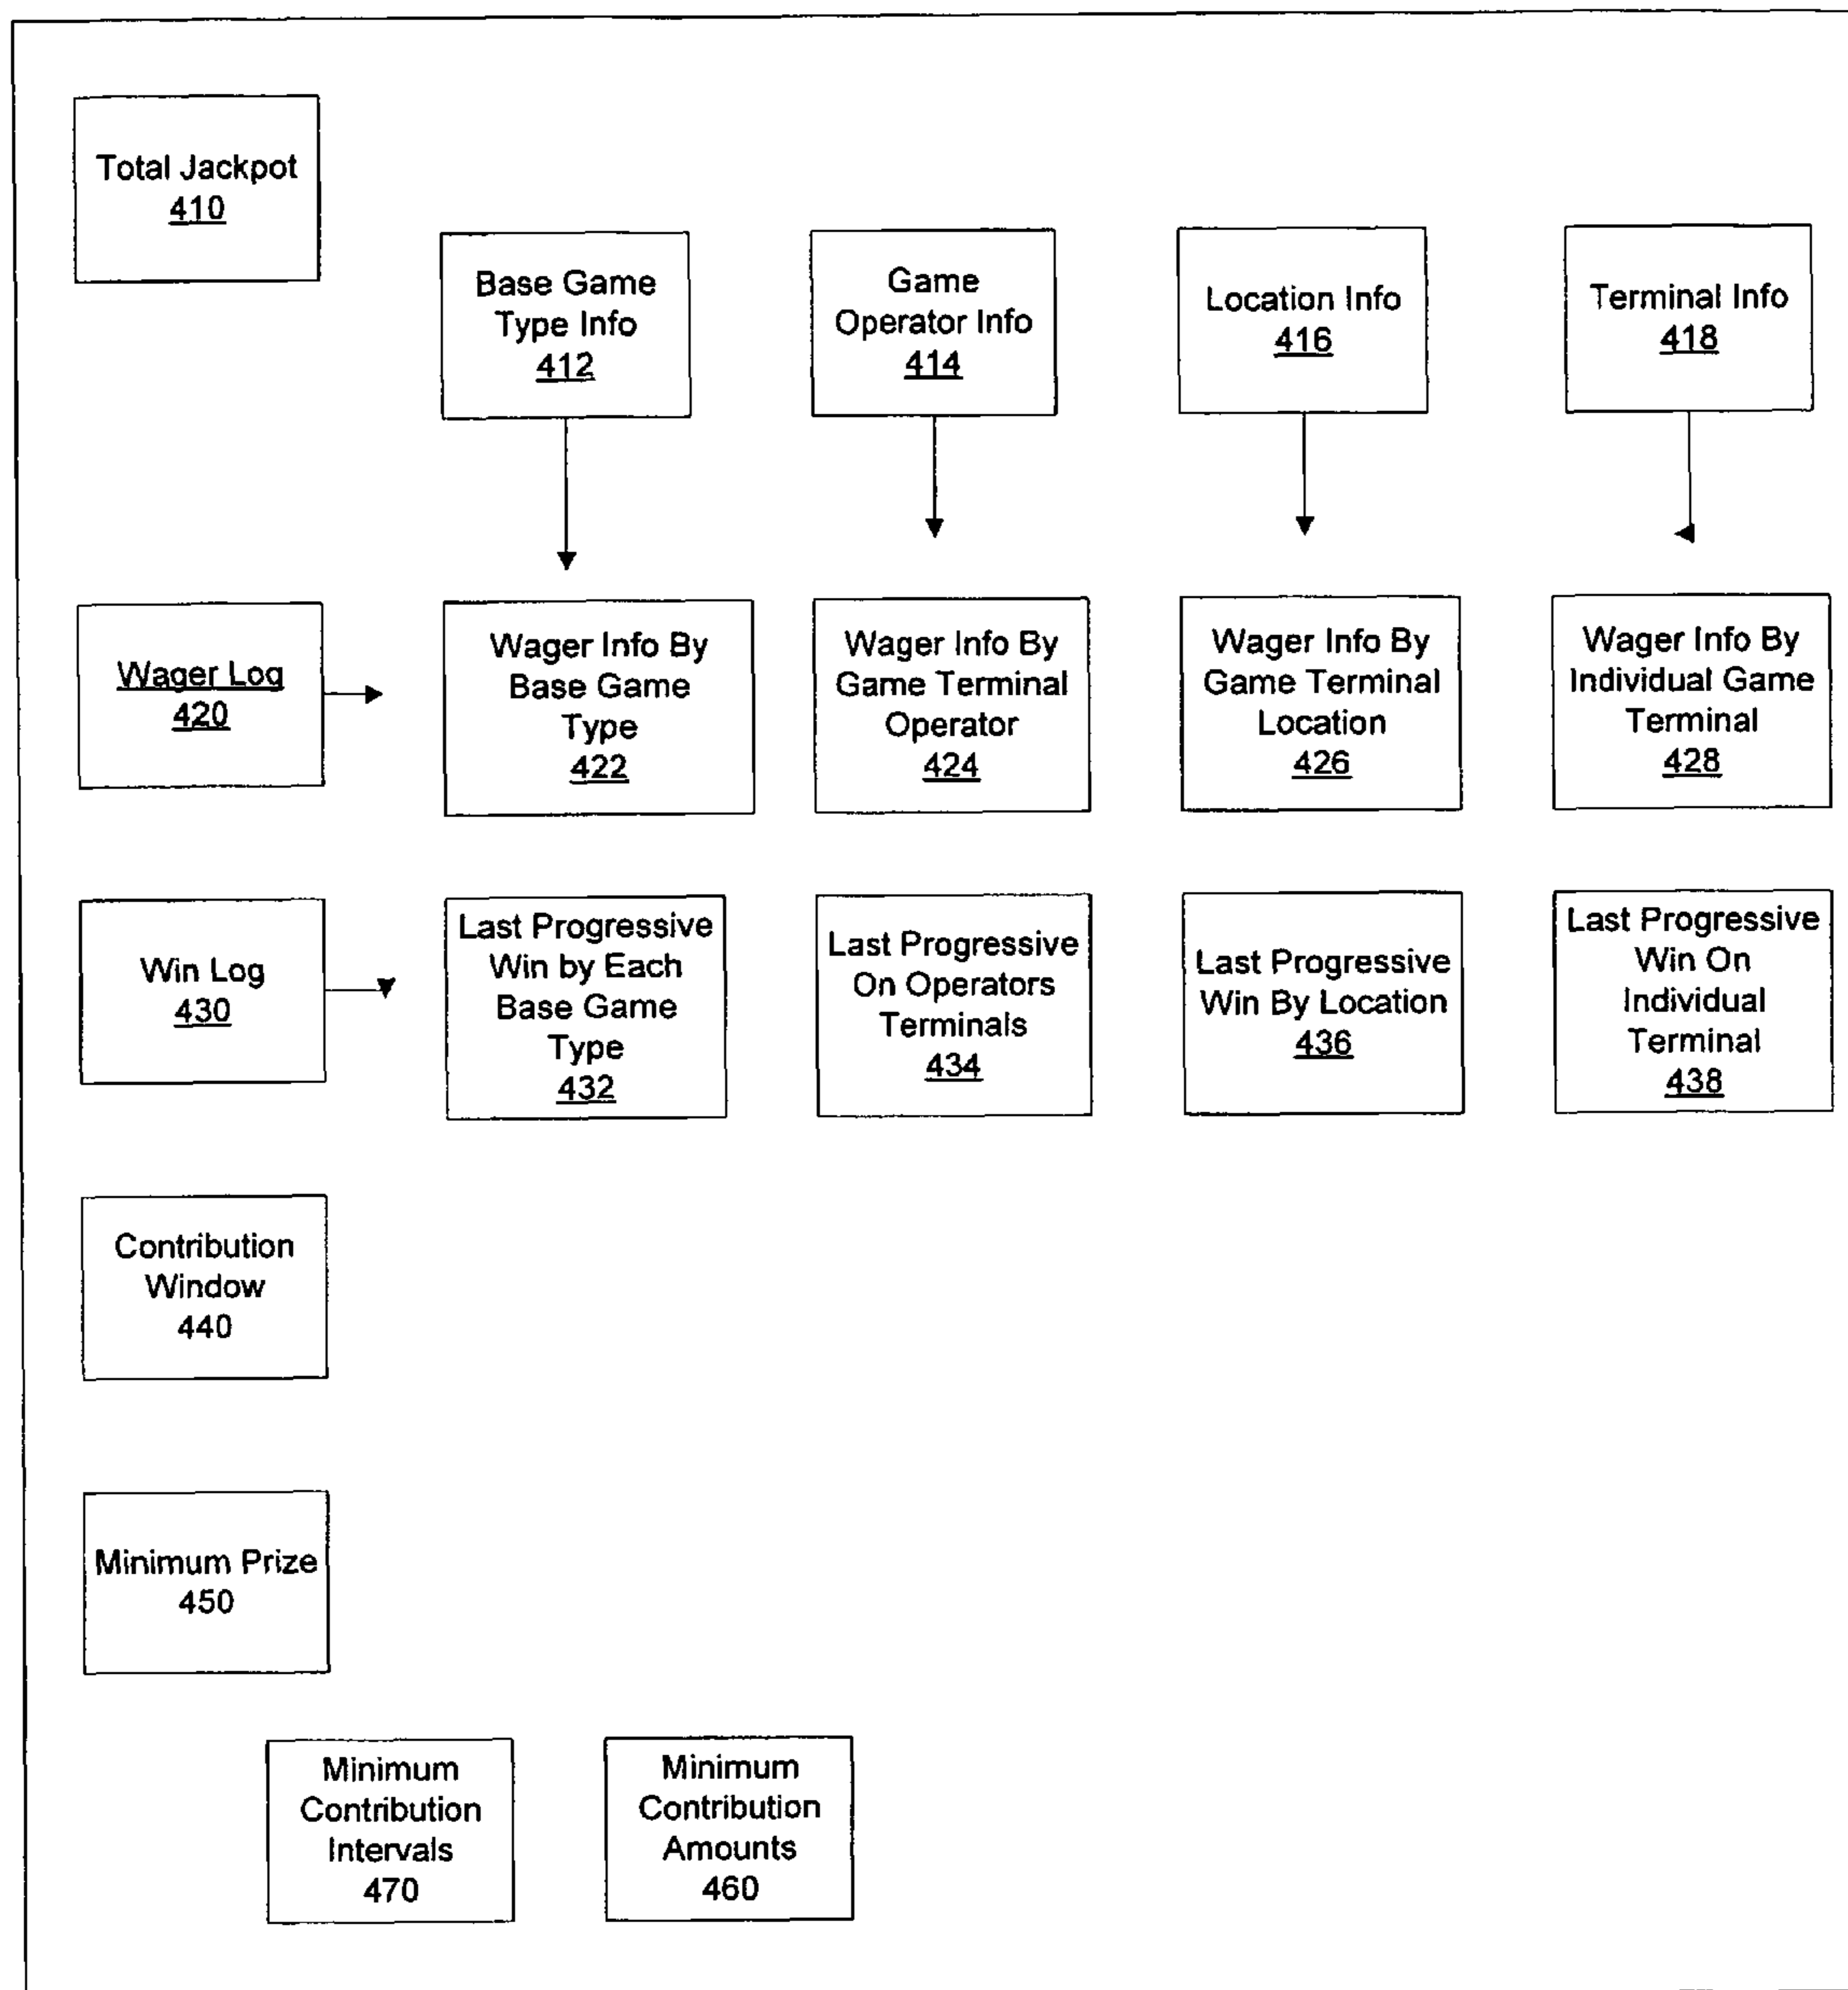 Total Jackpot
410
Base Game
Type Info
412
Game
Operator Info
414
Location Info
416
Terminal Info
418
Wager Log
420
Wager Info By
Base Game
Type
422
Wager Info By
Game Terminal
Operator
424
Wager Info By
Game Terminal
Location
426
Wager Info By
Individual Game
Terminal
428
Win Log
430
Last Progressive
Win by Each
Base Game
Type
432
Last Progressive
On Operators
Terminals
434
Last Progressive
Win By Location
436
Last Progressive
Win On
Individual
Terminal
438
Contribution
Window
440
Minimum Prize
450
Minimum
Contribution
Intervals
470
Minimum
Contribution
Amounts
460